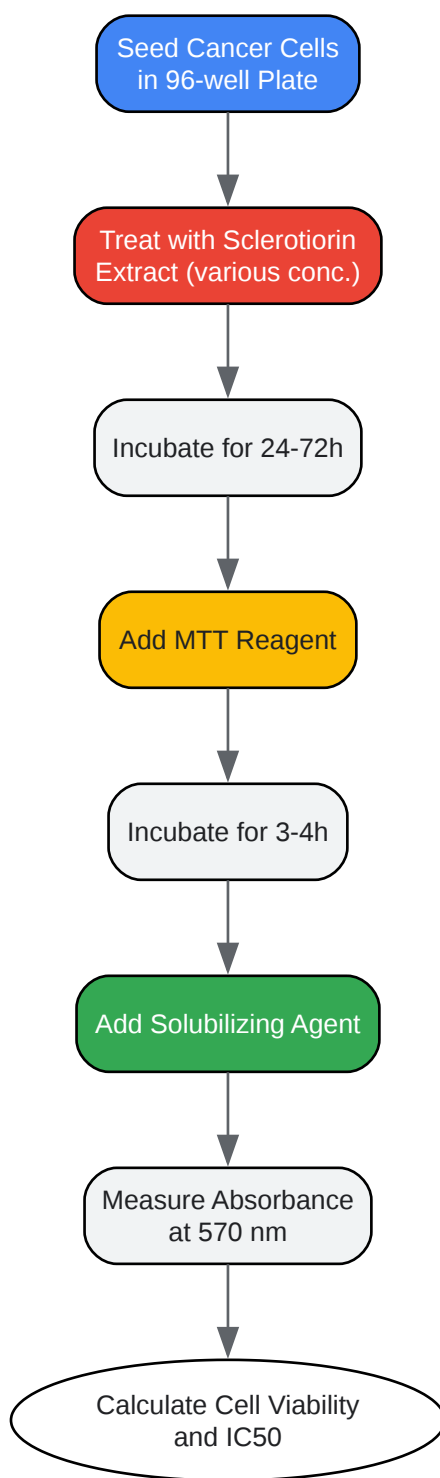 Seed Cancer Cells
in 96-well Plate
Treat with Sclerotiorin
Extract (various conc.)
Incubate for 24-72h
Add MTT Reagent
Incubate for 3-4h
Add Solubilizing Agent
Measure Absorbance
at 570 nm
Calculate Cell Viability
and IC50